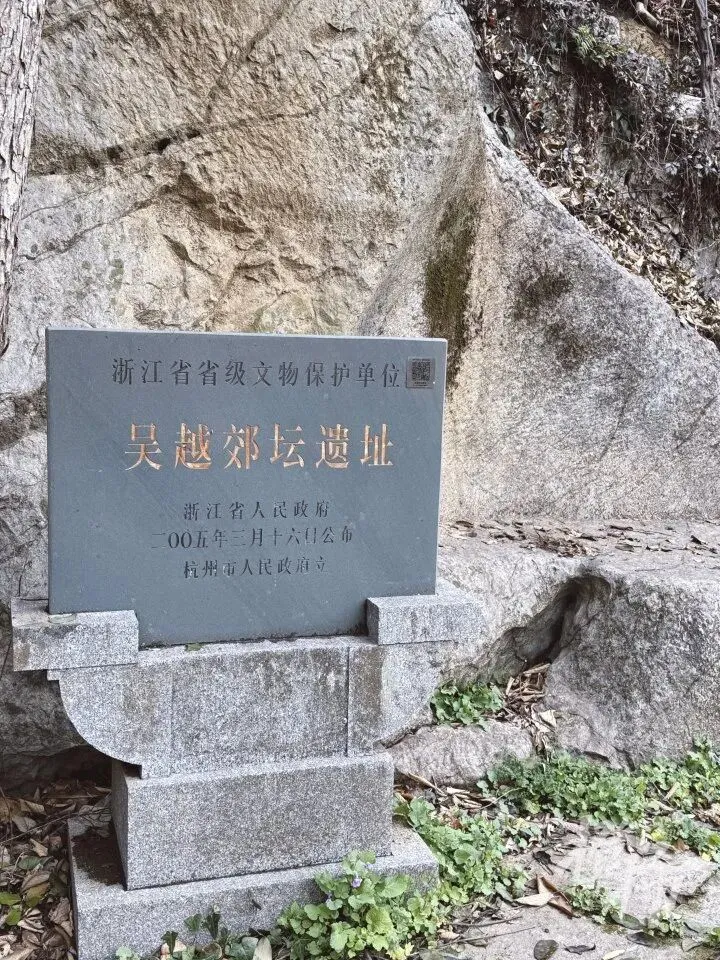 浙江省省级文物保护单位
吴越郊坛遗址
浙江省人民政府
二〇〇五年三月十六日公布
杭州市人民政府立